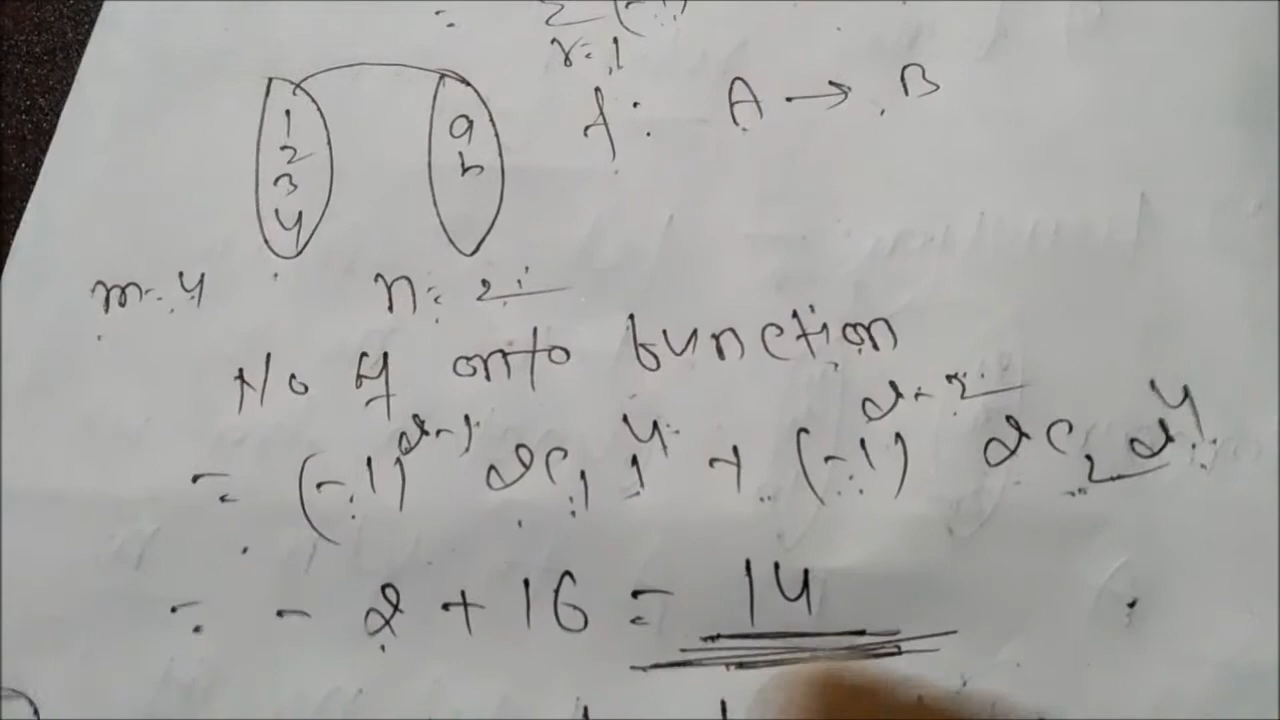 = Σ (-1)
r=1
1 a f: A → B
2 b
3
4
m=4 n=2
No of onto function
= (-1)^2-1 2C1 1^4 + (-1)^2-2 2C2 2^4
= - 2 + 16 = 14